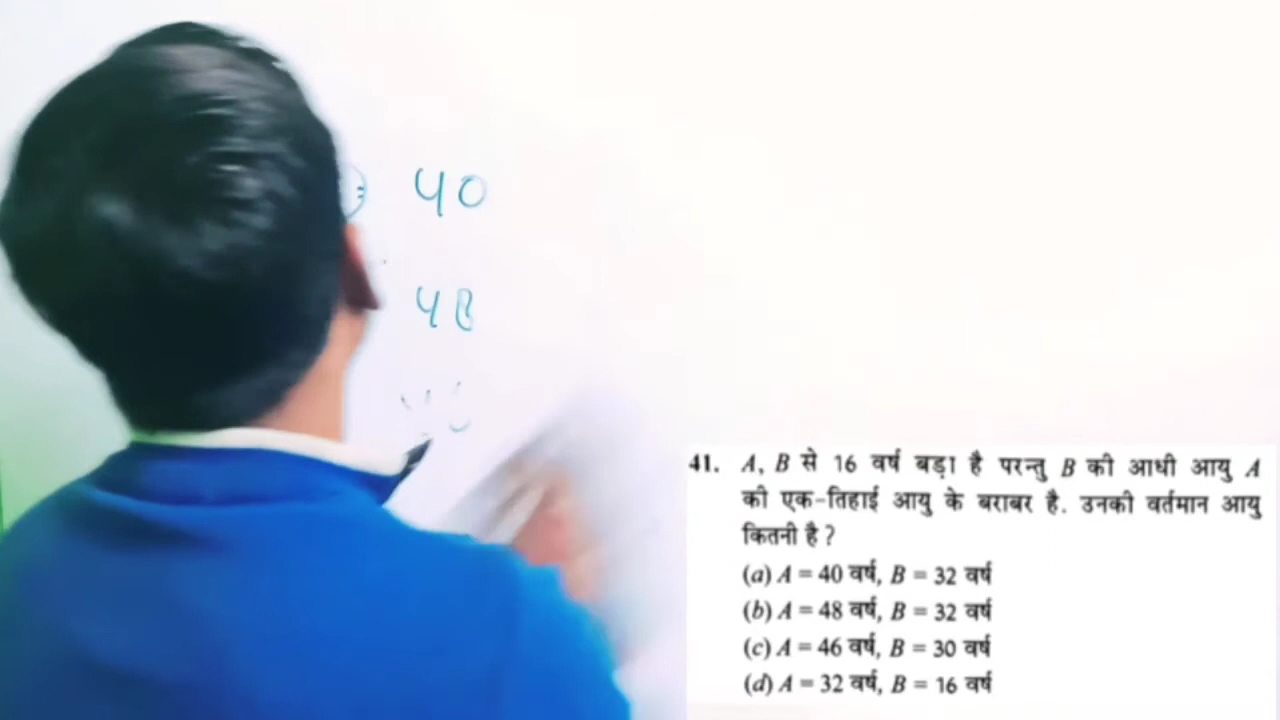 40
48
41. A, B से 16 वर्ष बड़ा है परन्तु B की आधी आयु A
की एक-तिहाई आयु के बराबर है. उनकी वर्तमान आयु
कितनी है ?
(a) A = 40 वर्ष, B = 32 वर्ष
(b) A = 48 वर्ष, B = 32 वर्ष
(c) A = 46 वर्ष, B = 30 वर्ष
(d) A = 32 वर्ष, B = 16 वर्ष